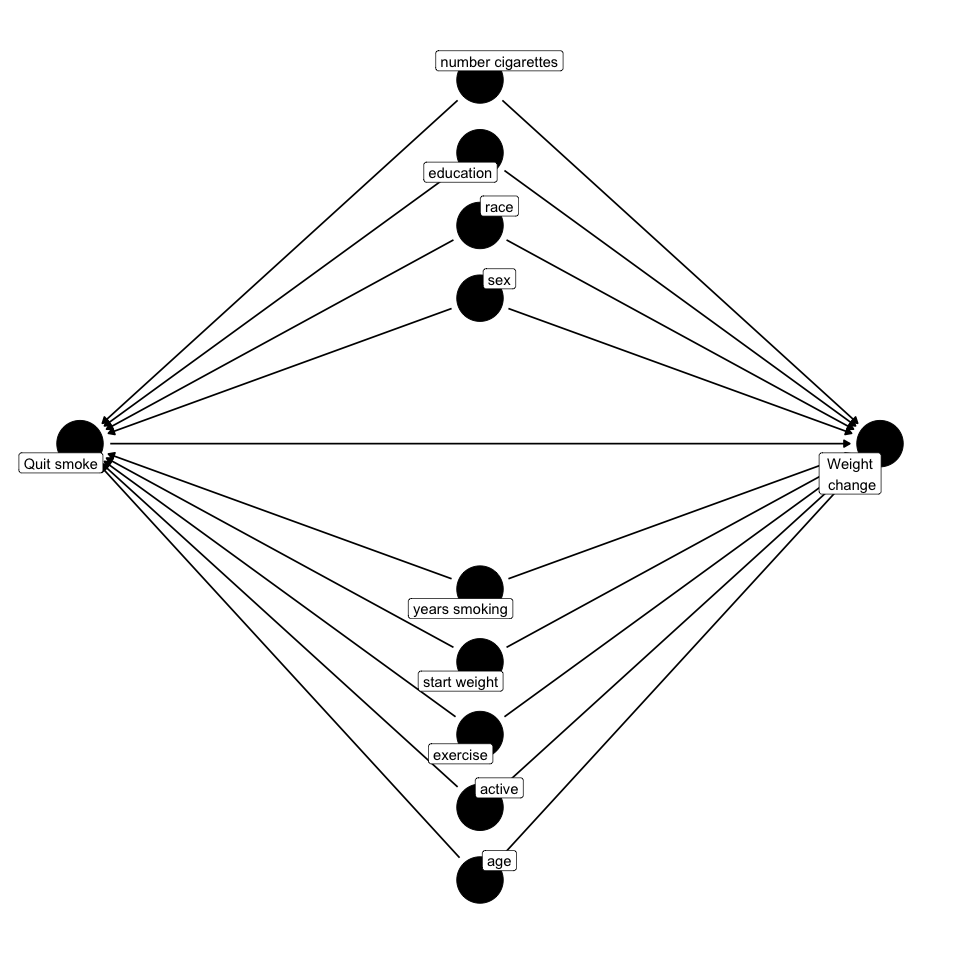 number cigarettes
education
race
sex
Quit smoke
Weight
change
years smoking
start weight
exercise
active
age